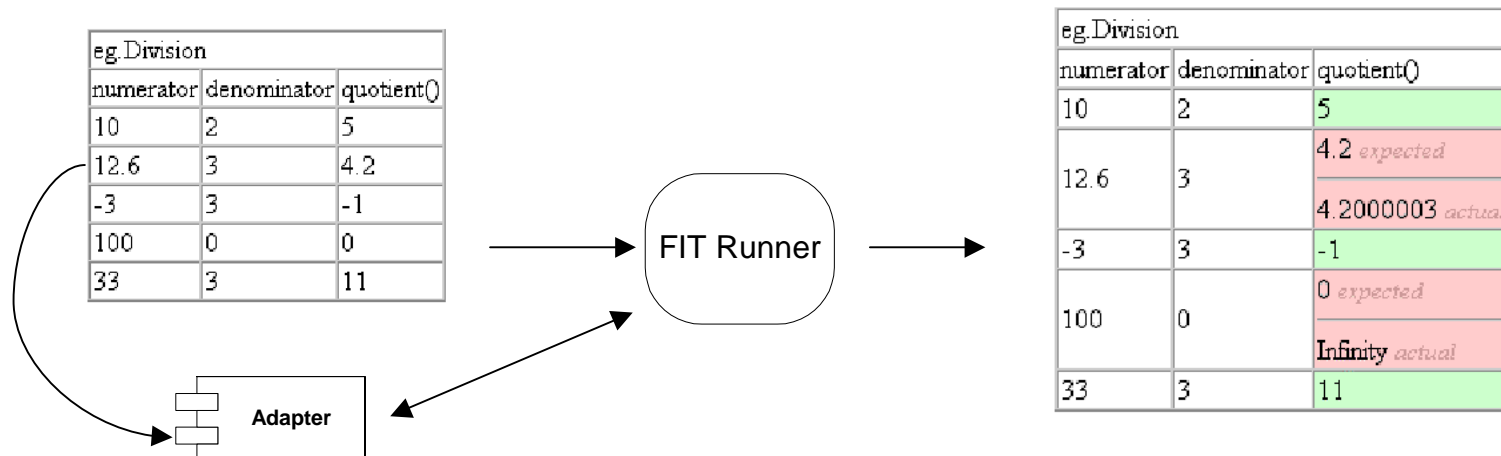 eg.Division
numerator denominator quotient()
10 2 5
12.6 3 4.2
-3 3 -1
100 0 0
33 3 11
Adapter
FIT Runner
eg.Division
numerator denominator quotient()
10 2 5
12.6 3 4.2 expected
4.2000003 actual
-3 3 -1
100 0 0 expected
Infinity actual
33 3 11